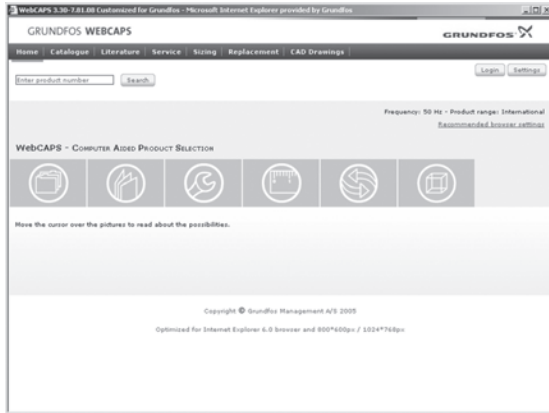 WebCAPS 3.30-7.01.00 Customized for Grundfos - Microsoft Internet Explorer provided by Grundfos
GRUNDFOS WEBCAPS
GRUNDFOS
Home | Catalogue | Literature | Service | Sizing | Replacement | CAD Drawings
Login Settings
Enter product number Search
Frequency: 50 Hz - Product range: International
Recommended browser settings
WebCAPS - Computer Aided Product Selection
Move the cursor over the pictures to read about the possibilities.
Copyright © Grundfos Management A/S 2005
Optimized for Internet Explorer 6.0 browser and 800*600px / 1024*768px